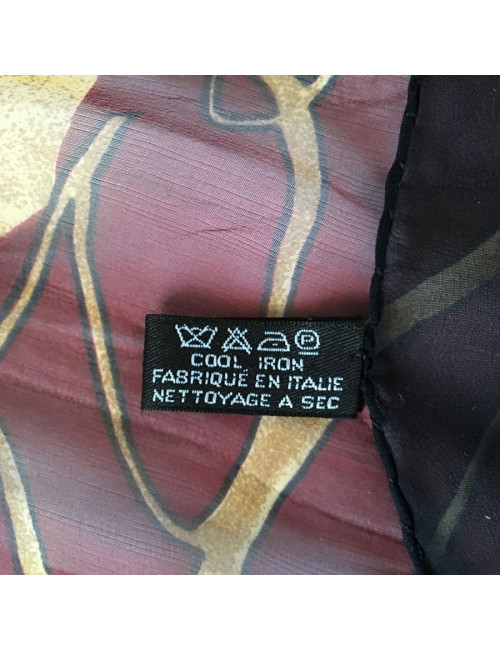 COOL IRON
FABRIQUÉ EN ITALIE
NETTOYAGE A SEC